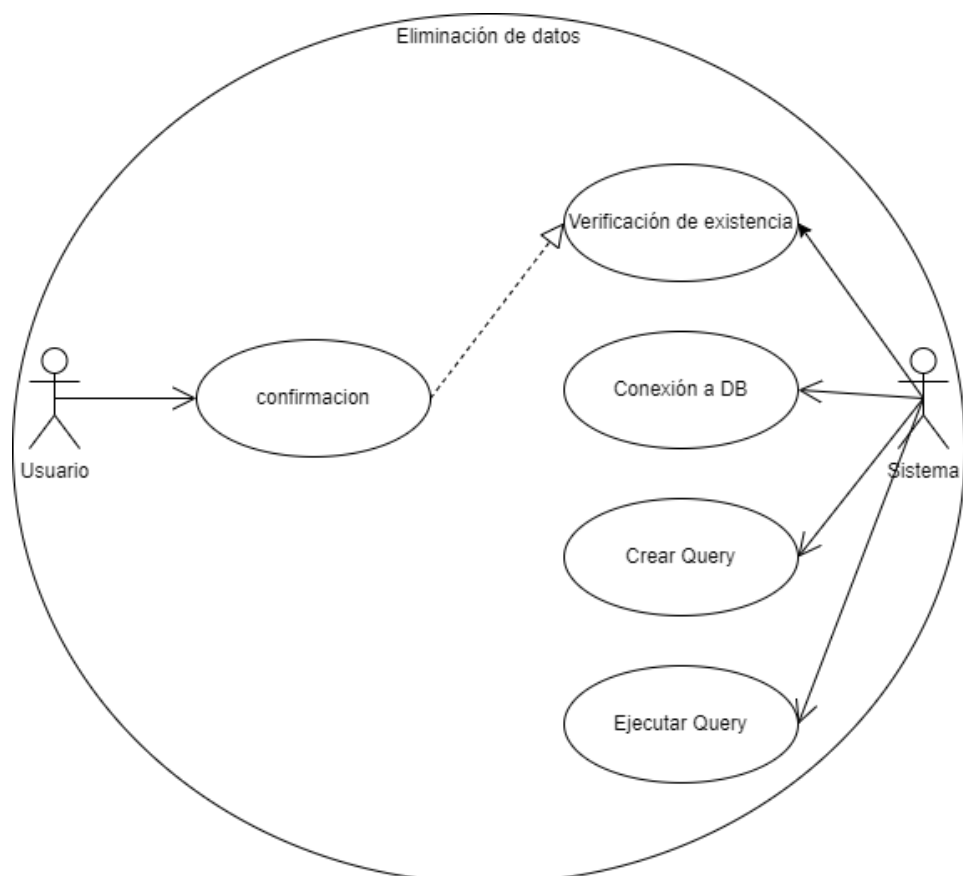 Eliminación de datos
Verificación de existencia
confirmacion
Conexión a DB
Usuario
Sistema
Crear Query
Ejecutar Query